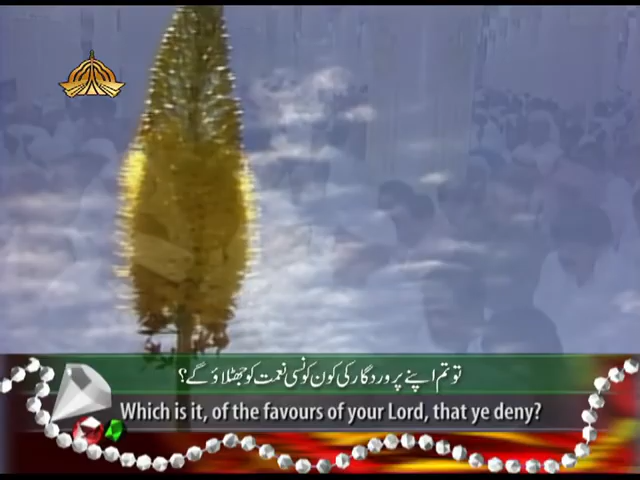 تو تم اپنے پروردگار کی کون کونسی نعمت کو جھٹلاؤ گے؟
Which is it, of the favours of your Lord, that ye deny?